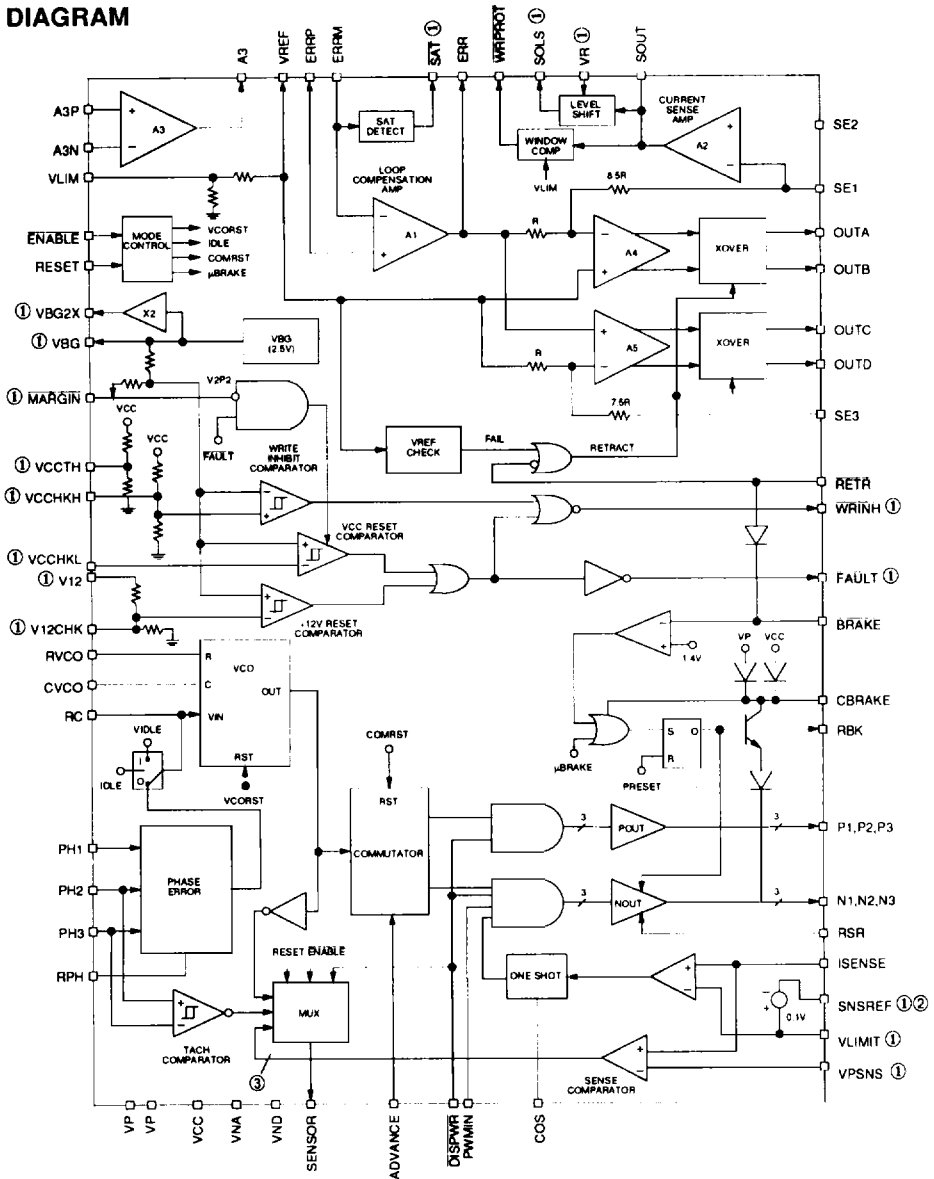 DIAGRAM
A3
VREF
ERRP
ERRM
SAT ①
ERR
WRPROT
SOLS ①
VR ①
SOUT
A3P
A3N
VLIM
ENABLE
RESET
① VBG2X
① VBG
① MARGIN
① VCCTH
① VCCHKH
① VCCHKL
① V12
① V12CHK
RVCO
CVCO
RC
PH1
PH2
PH3
RPH
+
A3
-
SAT
DETECT
LEVEL
SHIFT
CURRENT
SENSE
AMP
WINDOW
COMP
VLIM
+
A2
-
LOOP
COMPENSATION
AMP
-
A1
+
8.5R
R
MODE
CONTROL
VCORST
IDLE
COMRST
µBRAKE
-
A4
+
XOVER
X2
VBG
(2.5V)
+
A5
-
XOVER
R
7.5R
V2P2
FAULT
VCC
VCC
VREF
CHECK
FAIL
RETRACT
WRITE
INHIBIT
COMPARATOR
-
+
VCC RESET
COMPARATOR
+
-
+
-
+12V RESET
COMPARATOR
R
VCO
C
OUT
VIN
RST
VCORST
VIDLE
IDLE
I
O
PHASE
ERROR
COMRST
RST
COMMUTATOR
-
+
1.4V
VP
VCC
µBRAKE
S
O
R
PRESET
3
POUT
3
3
NOUT
3
RESET
ENABLE
MUX
+
-
TACH
COMPARATOR
③
ONE SHOT
+
-
-
+
0.1V
+
-
SENSE
COMPARATOR
SE2
SE1
OUTA
OUTB
OUTC
OUTD
SE3
RETR
WRINH ①
FAULT ①
BRAKE
CBRAKE
RBK
P1,P2,P3
N1,N2,N3
RSR
ISENSE
SNSREF ①②
VLIMIT ①
VPSNS ①
VP
VP
VCC
VNA
VND
SENSOR
ADVANCE
DISPWR
PWMIN
COS